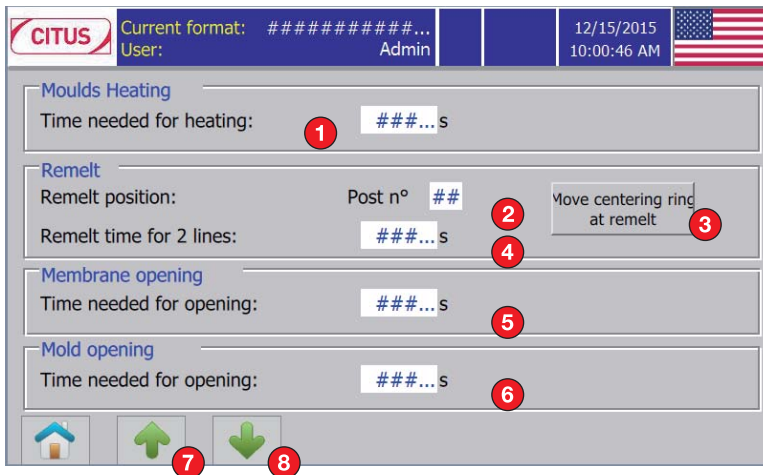 CITUS
Current format: ###########...
User: Admin
12/15/2015
10:00:46 AM
Moulds Heating
Time needed for heating: 1 ###... s
Remelt
Remelt position: Post n° ## 2
Move centering ring
at remelt 3
Remelt time for 2 lines: ###... s 4
Membrane opening
Time needed for opening: ###... s 5
Mold opening
Time needed for opening: ###... s 6
7 8